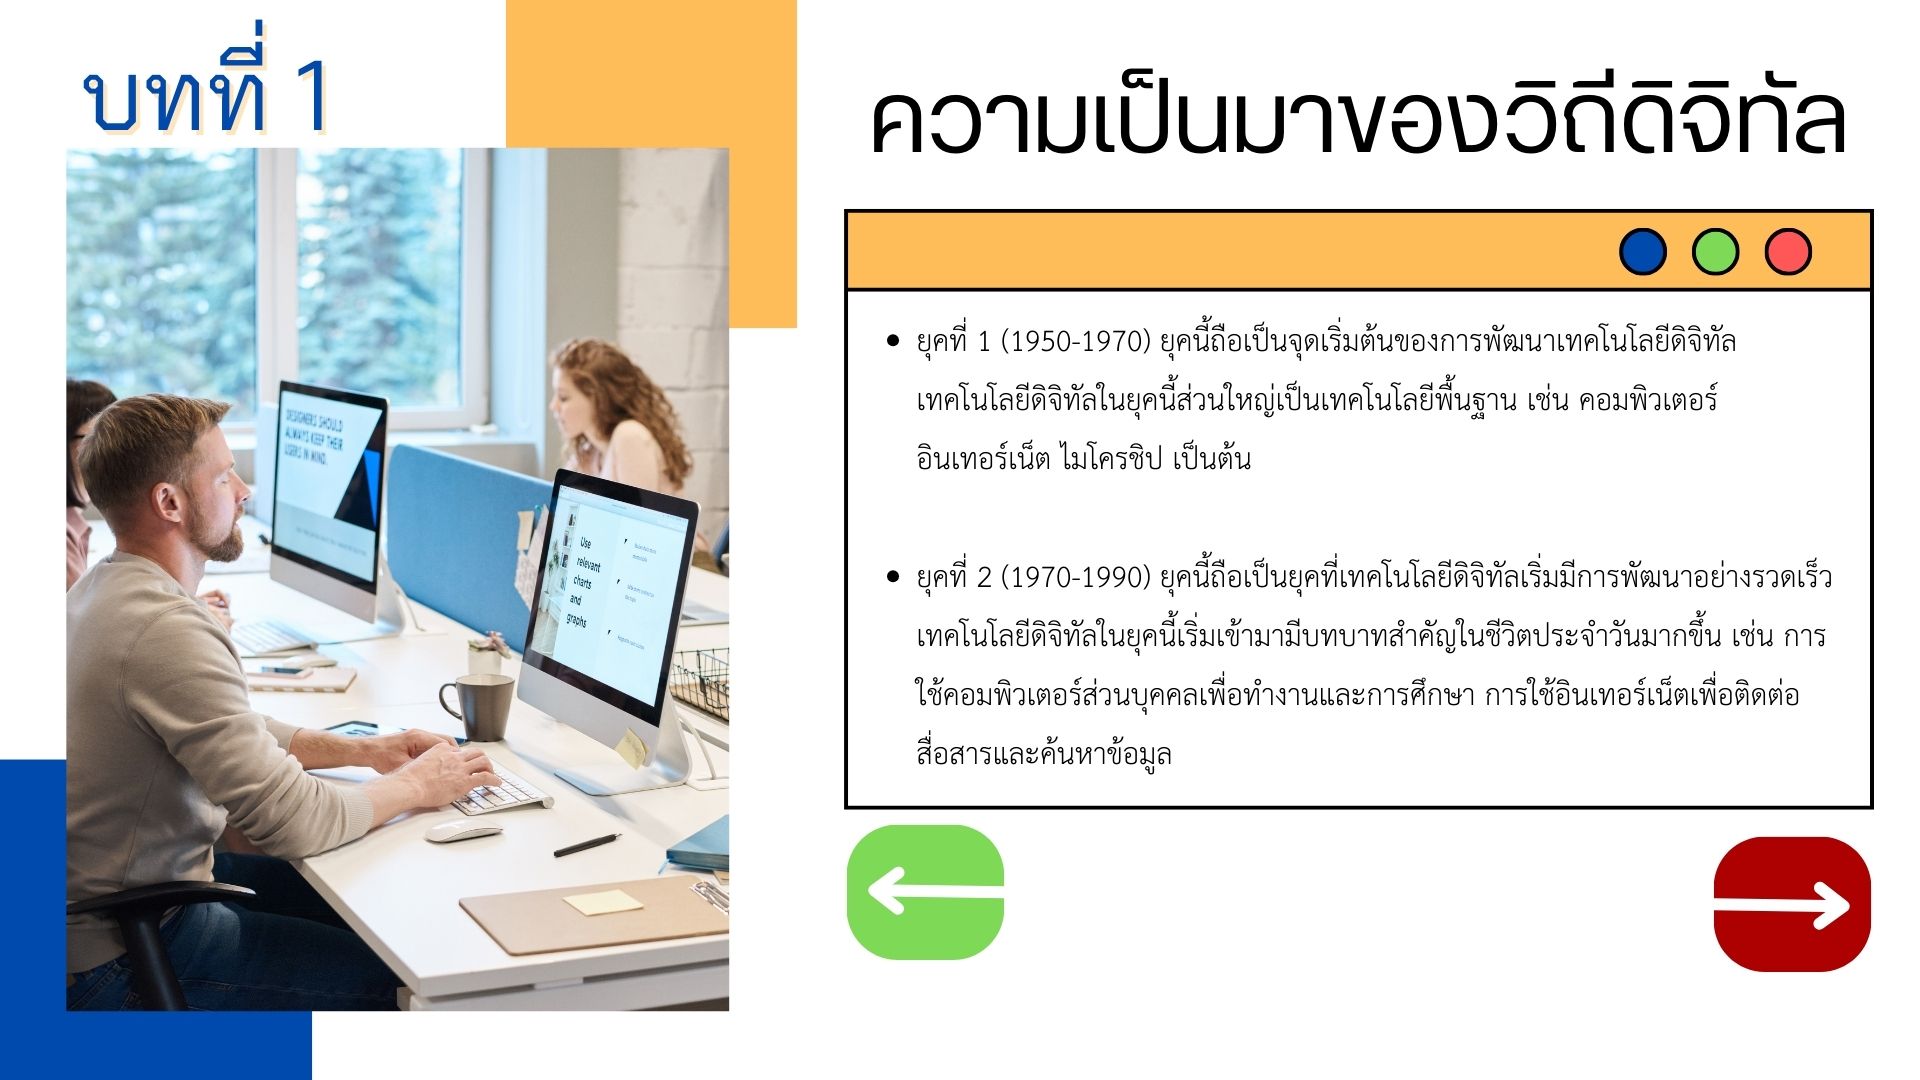 บทที่ 1
ความเป็นมาของวิถีดิจิทัล
ยุคที่ 1 (1950-1970) ยุคนี้ถือเป็นจุดเริ่มต้นของการพัฒนาเทคโนโลยีดิจิทัล
เทคโนโลยีดิจิทัลในยุคนี้ส่วนใหญ่เป็นเทคโนโลยีพื้นฐาน เช่น คอมพิวเตอร์
อินเทอร์เน็ต ไมโครชิป เป็นต้น
ยุคที่ 2 (1970-1990) ยุคนี้ถือเป็นยุคที่เทคโนโลยีดิจิทัลเริ่มมีการพัฒนาอย่างรวดเร็ว
เทคโนโลยีดิจิทัลในยุคนี้เริ่มเข้ามามีบทบาทสำคัญในชีวิตประจำวันมากขึ้น เช่น การ
ใช้คอมพิวเตอร์ส่วนบุคคลเพื่อทำงานและการศึกษา การใช้อินเทอร์เน็ตเพื่อติดต่อ
สื่อสารและค้นหาข้อมูล
DESIGNERS SHOULD
ALWAYS KEEP THEIR
USERS IN MIND.
Use
relevant
charts
and
graphs